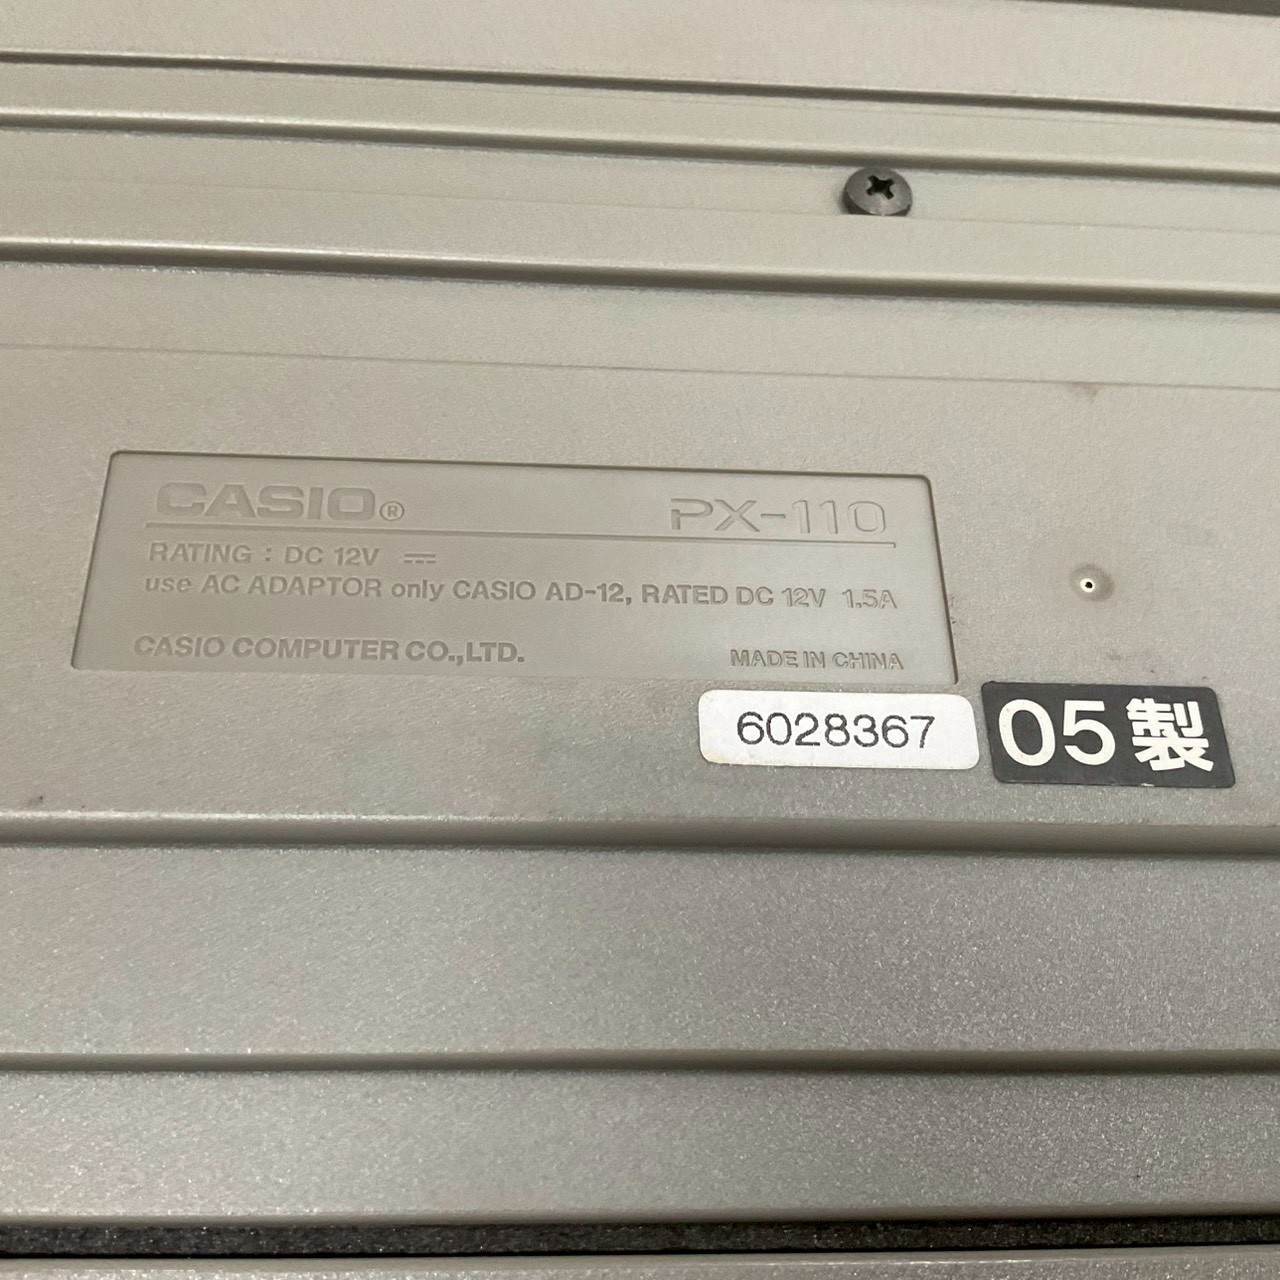 CASIO® PX-110
RATING : DC 12V ⎓
use AC ADAPTOR only CASIO AD-12, RATED DC 12V 1.5A
CASIO COMPUTER CO.,LTD. MADE IN CHINA
6028367 05製